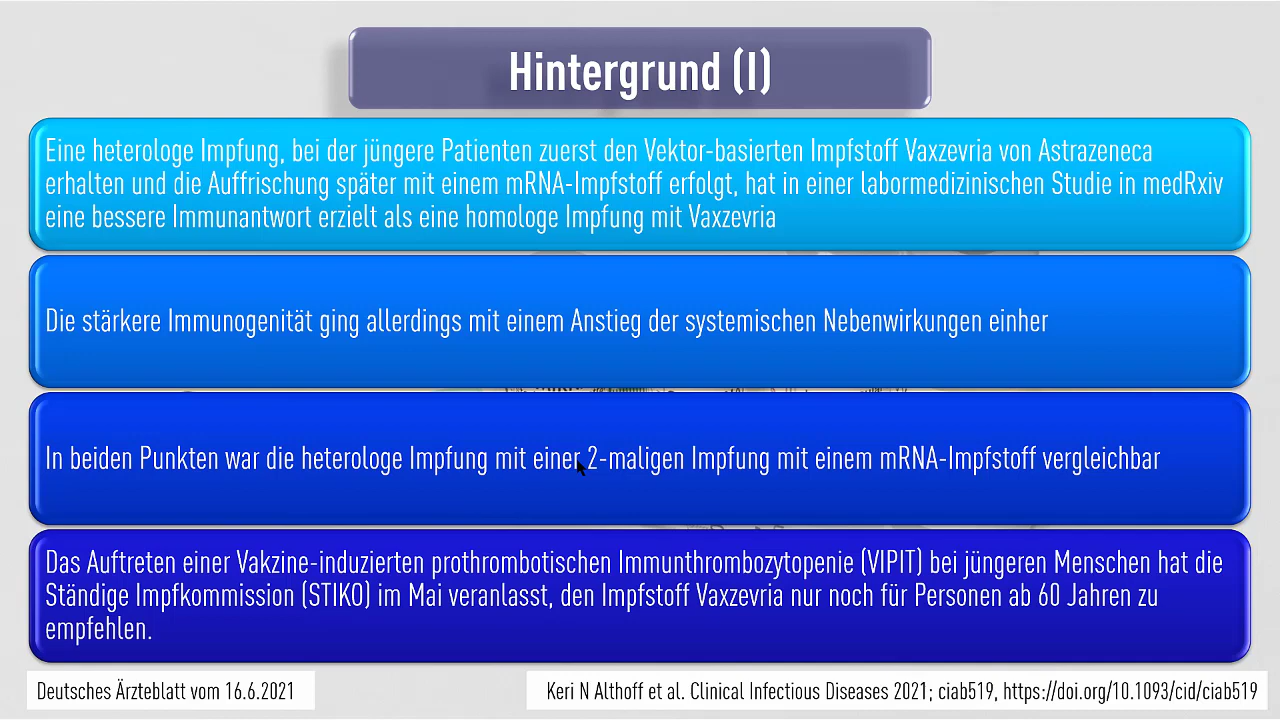 Hintergrund (I)
Eine heterologe Impfung, bei der jüngere Patienten zuerst den Vektor-basierten Impfstoff Vaxzevria von Astrazeneca
erhalten und die Auffrischung später mit einem mRNA-Impfstoff erfolgt, hat in einer labormedizinischen Studie in medRxiv
eine bessere Immunantwort erzielt als eine homologe Impfung mit Vaxzevria
Die stärkere Immunogenität ging allerdings mit einem Anstieg der systemischen Nebenwirkungen einher
In beiden Punkten war die heterologe Impfung mit einer 2-maligen Impfung mit einem mRNA-Impfstoff vergleichbar
Das Auftreten einer Vakzine-induzierten prothrombotischen Immunthrombozytopenie (VIPIT) bei jüngeren Menschen hat die
Ständige Impfkommission (STIKO) im Mai veranlasst, den Impfstoff Vaxzevria nur noch für Personen ab 60 Jahren zu
empfehlen.
Deutsches Ärzteblatt vom 16.6.2021
Keri N Althoff et al. Clinical Infectious Diseases 2021; ciab519, https://doi.org/10.1093/cid/ciab519